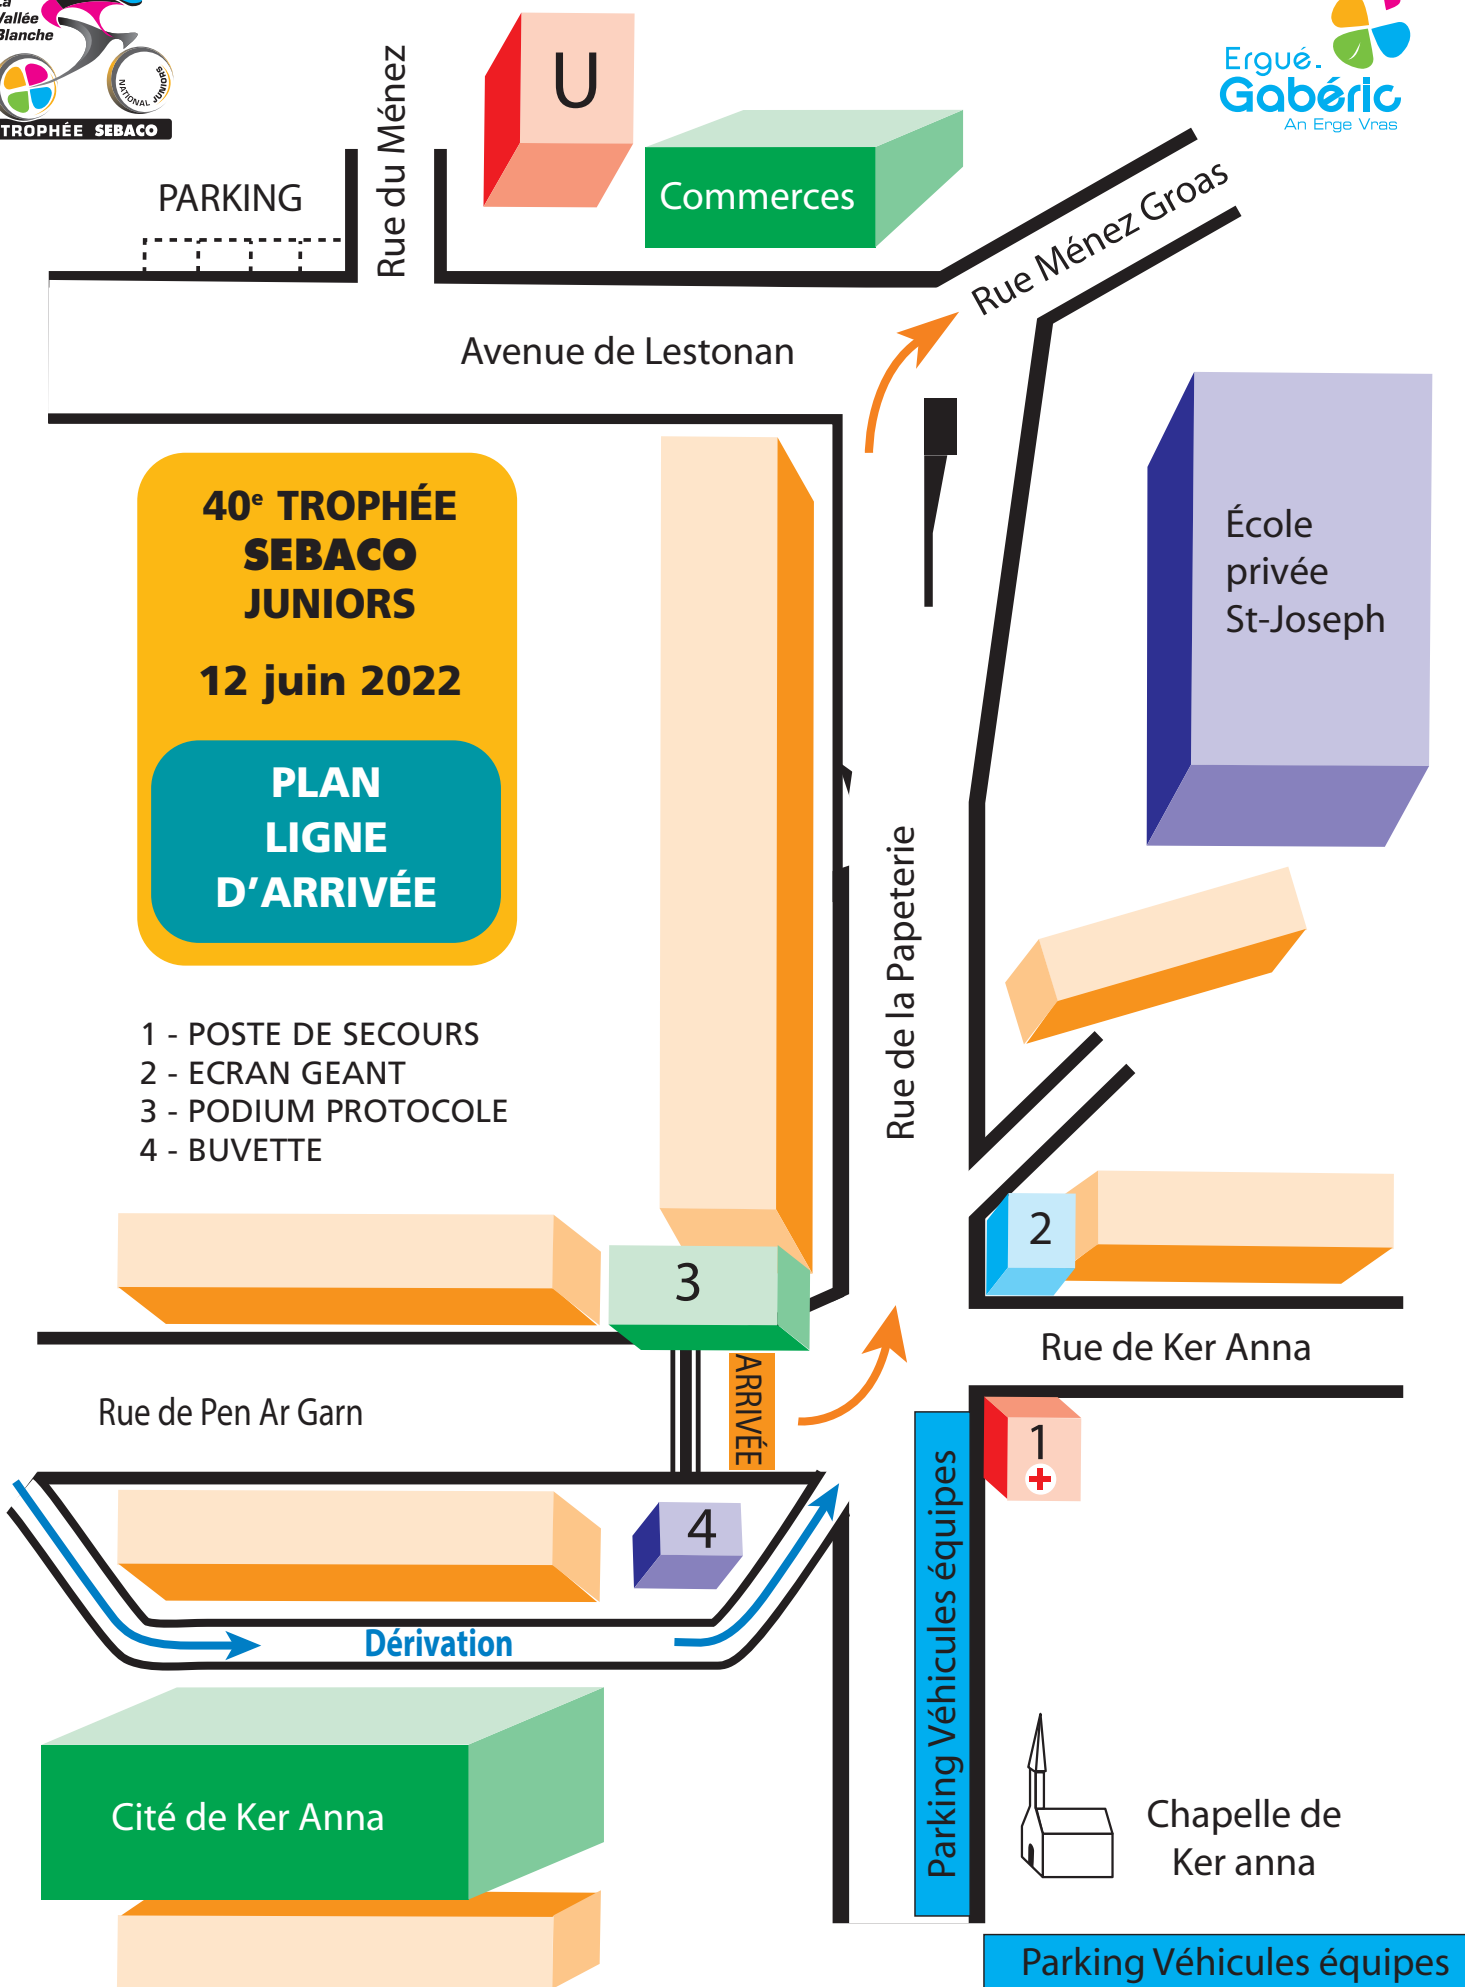 La
Vallée
Blanche
NATIONAL JUNIORS
TROPHÉE SEBACO
Ergué-
Gabéric
An Erge Vras
U
Commerces
PARKING
Rue du Ménez
Rue Ménez Groas
Avenue de Lestonan
40e TROPHÉE
SEBACO
JUNIORS
12 juin 2022
PLAN
LIGNE
D'ARRIVÉE
École
privée
St-Joseph
Rue de la Papeterie
1 - POSTE DE SECOURS
2 - ECRAN GEANT
3 - PODIUM PROTOCOLE
4 - BUVETTE
2
3
Rue de Ker Anna
ARRIVÉE
Rue de Pen Ar Garn
1
4
Parking Véhicules équipes
Dérivation
Cité de Ker Anna
Chapelle de
Ker anna
Parking Véhicules équipes